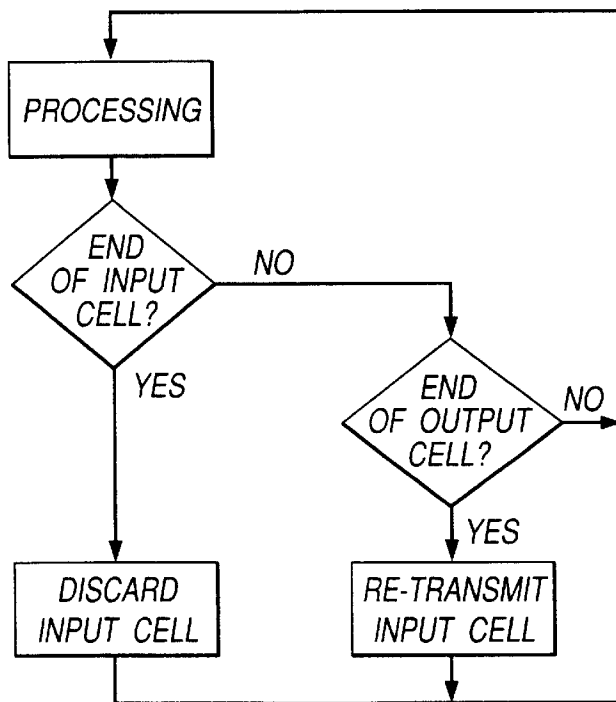 PROCESSING
END
OF INPUT
CELL?
NO
YES
END
OF OUTPUT
CELL?
NO
YES
DISCARD
INPUT CELL
RE-TRANSMIT
INPUT CELL